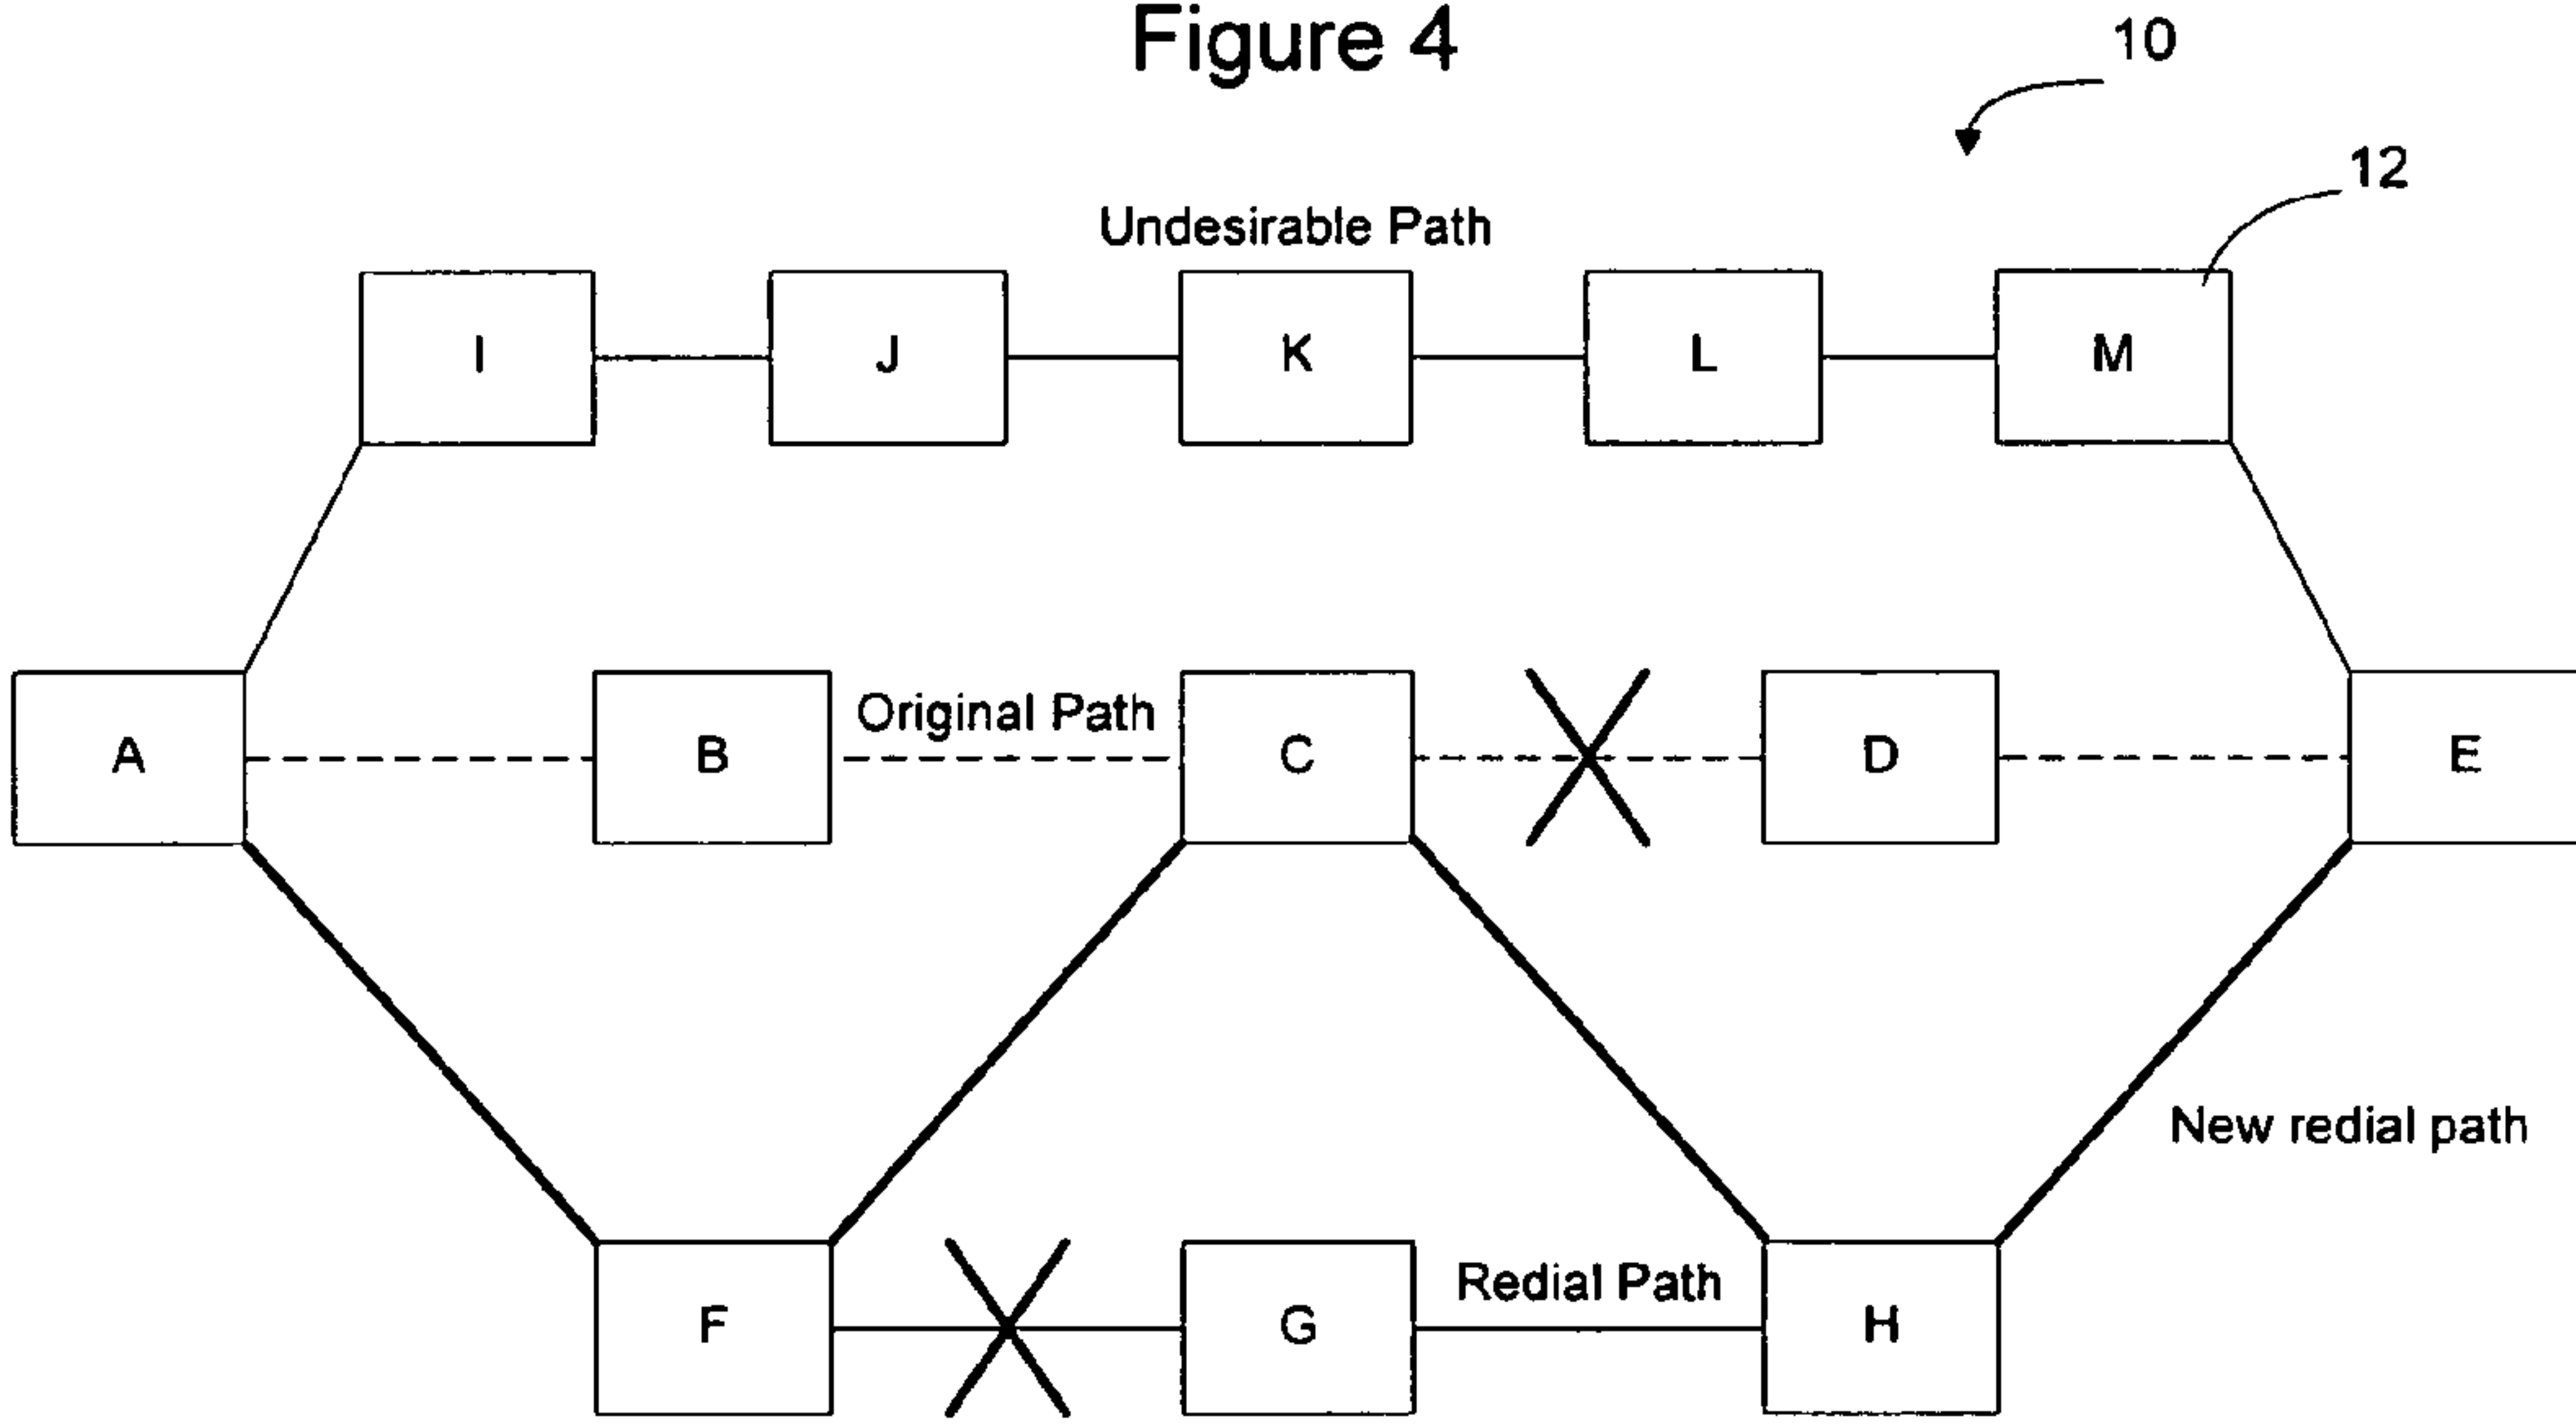 Figure 4
10
12
Undesirable Path
I
J
K
L
M
A
B
Original Path
C
D
E
New redial path
F
G
Redial Path
H